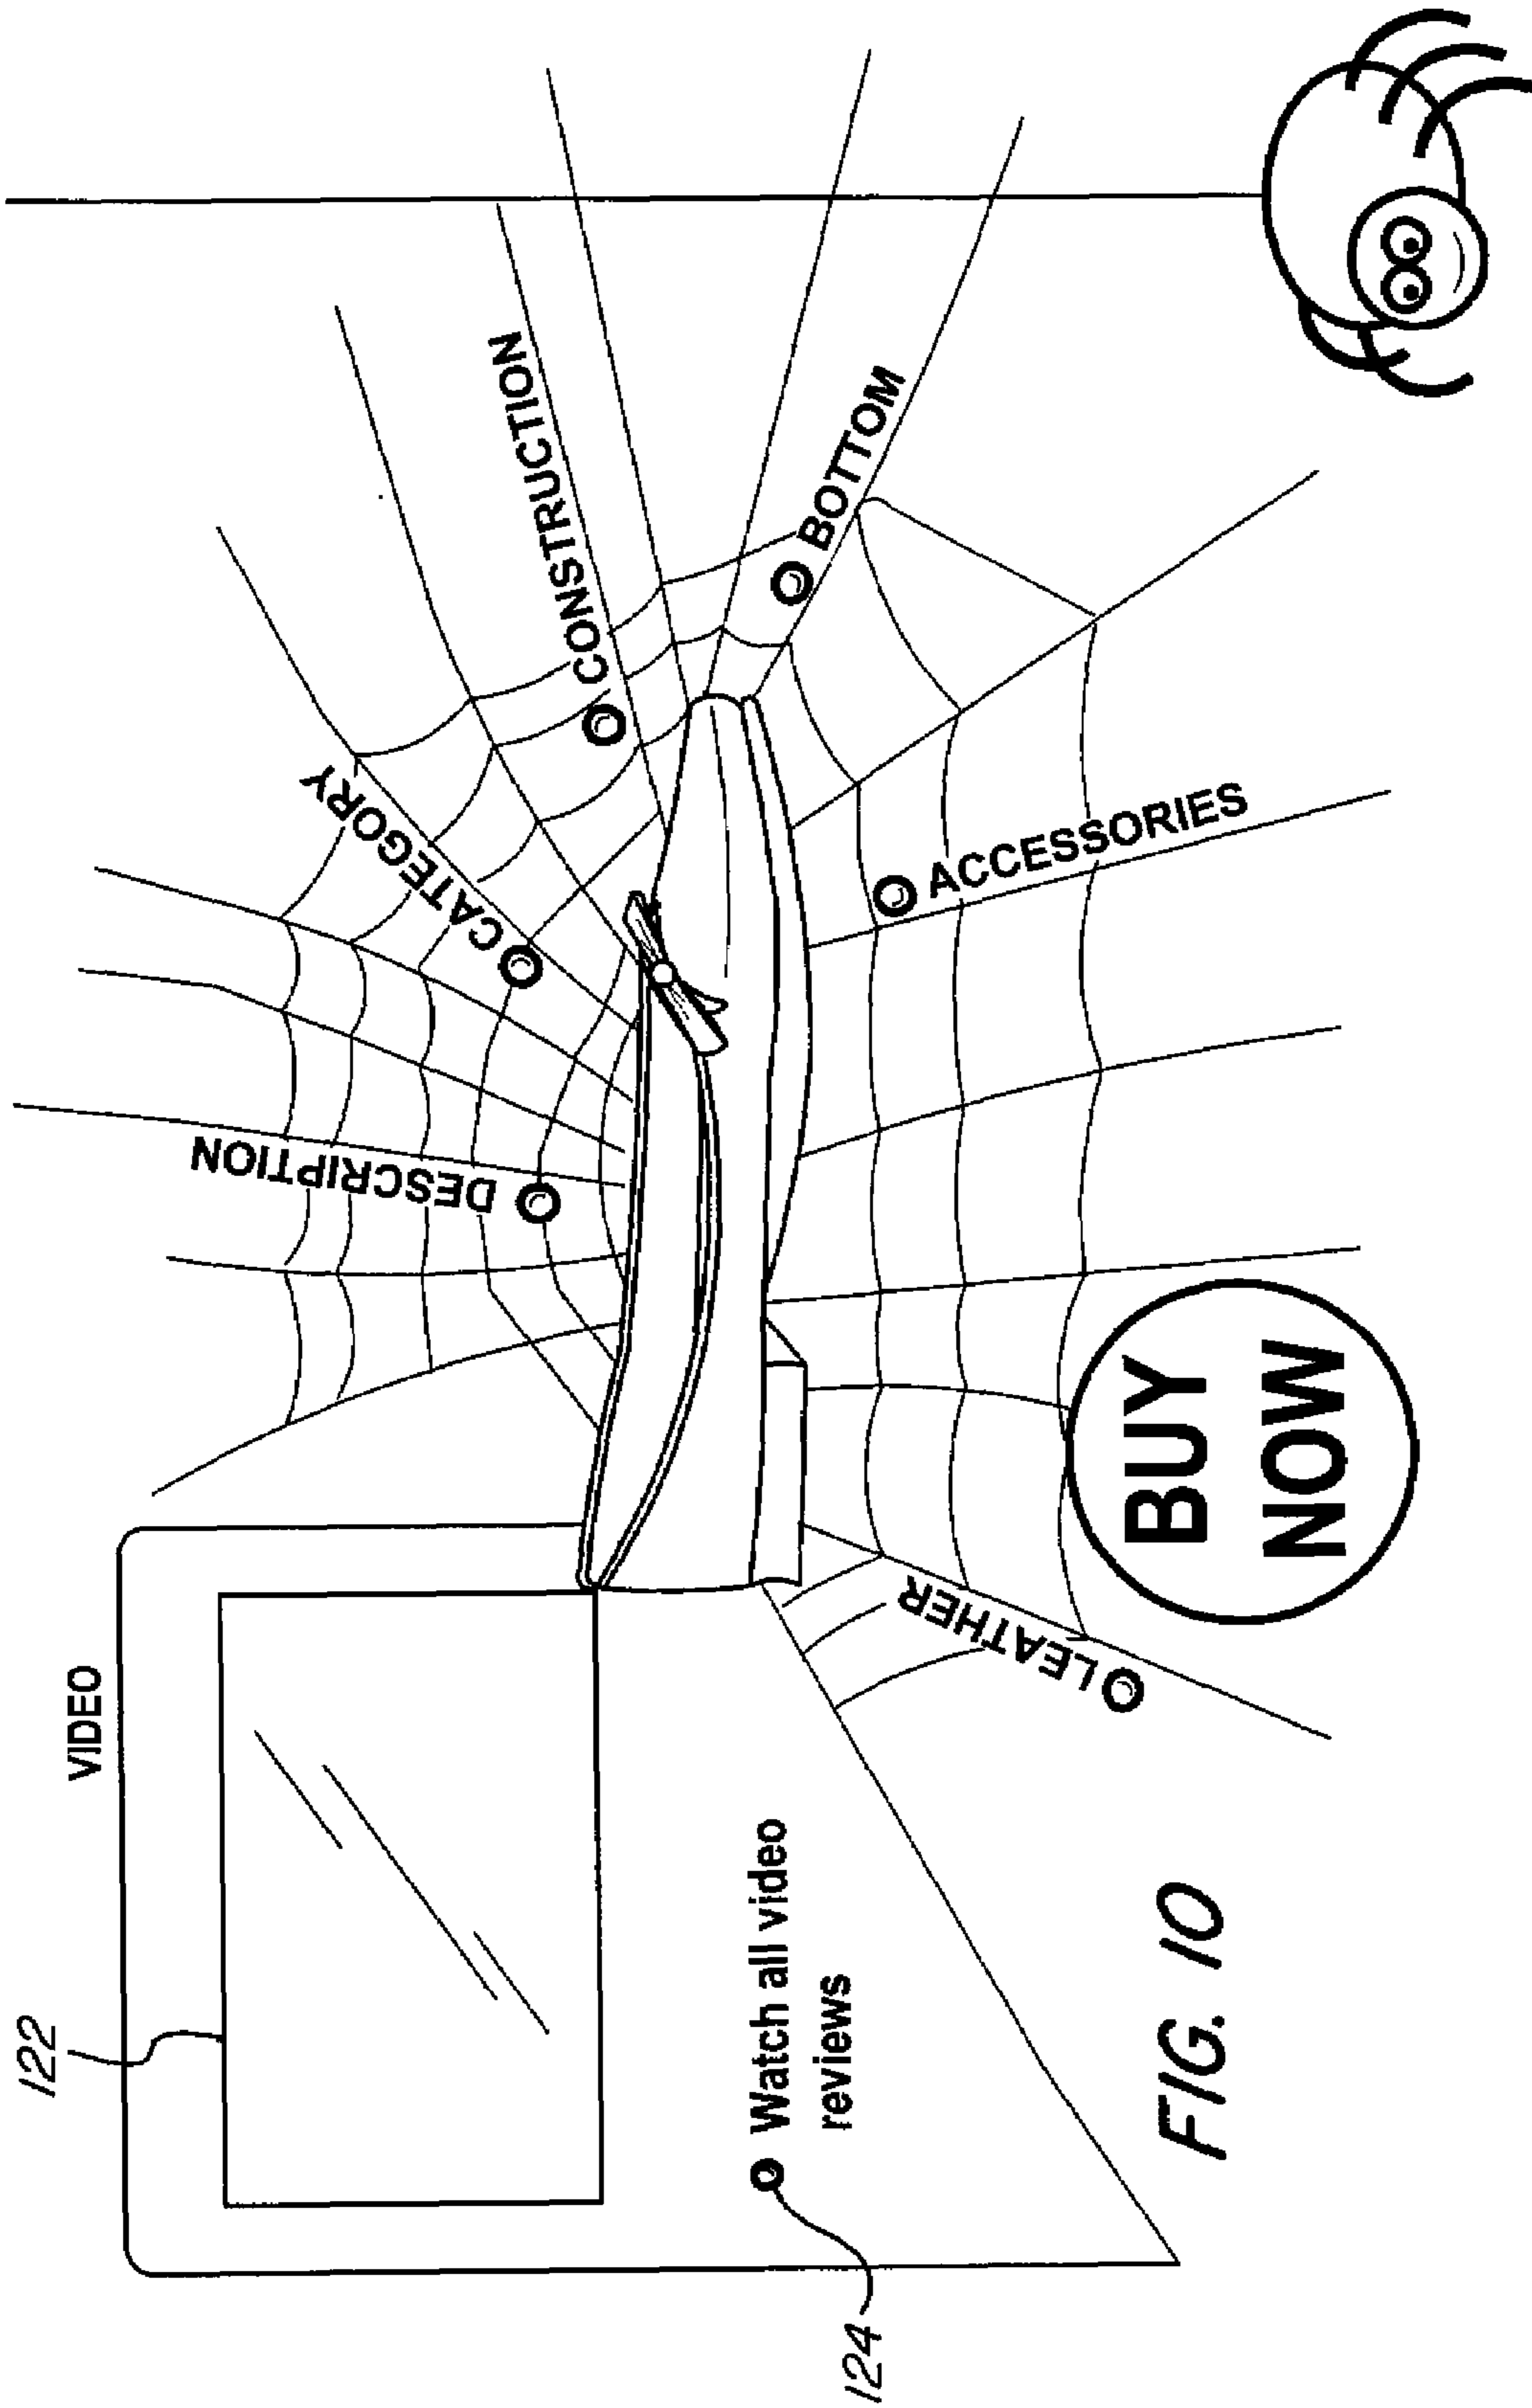 122
VIDEO
DESCRIPTION
CATEGORY
CONSTRUCTION
Watch all video
reviews
124
BOTTOM
LEATHER
ACCESSORIES
BUY
NOW
FIG. 10